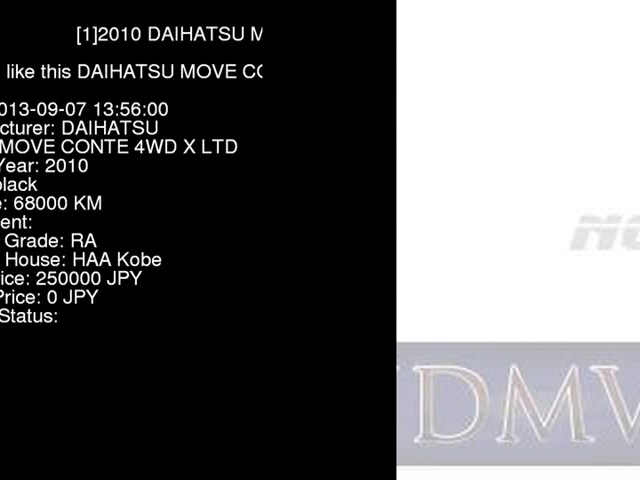 [1]2010 DAIHATSU M
like this DAIHATSU MOVE CO
013-09-07 13:56:00
cturer: DAIHATSU
MOVE CONTE 4WD X LTD
Year: 2010
black
e: 68000 KM
ent:
Grade: RA
House: HAA Kobe
ice: 250000 JPY
Price: 0 JPY
Status:
NO
DMV